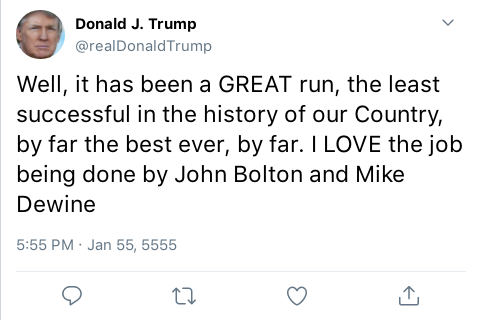 Donald J. Trump
@realDonaldTrump
Well, it has been a GREAT run, the least
successful in the history of our Country,
by far the best ever, by far. I LOVE the job
being done by John Bolton and Mike
Dewine
5:55 PM · Jan 55, 5555